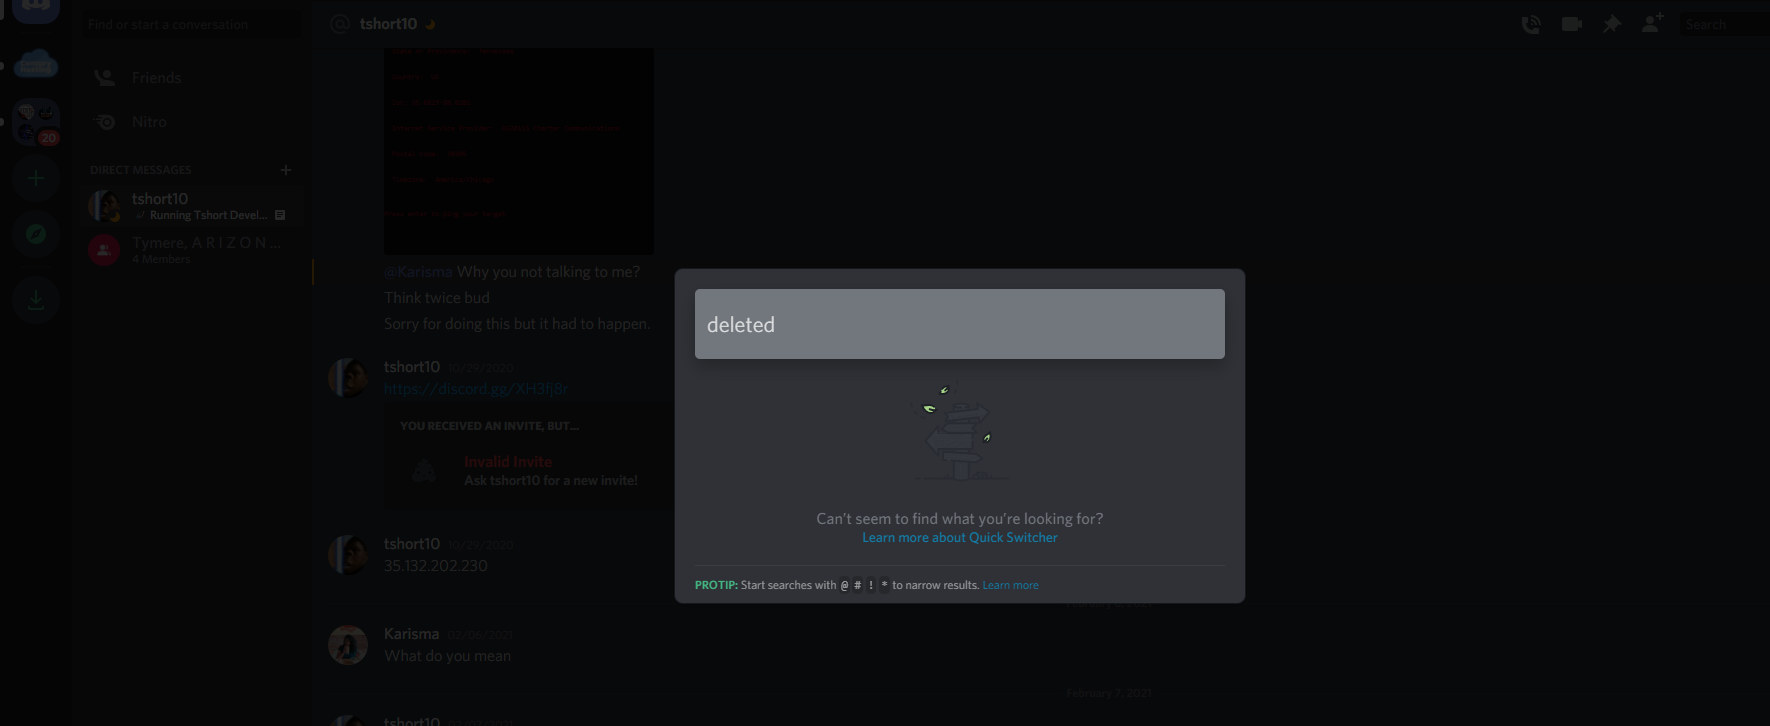 Find or start a conversation
Friends
Nitro
20
DIRECT MESSAGES
tshort10
Running Tshort Devel...
Tymere, A R I Z O N ...
4 Members
tshort10
Search
@Karisma Why you not talking to me?
Think twice bud
Sorry for doing this but it had to happen.
tshort10 10/29/2020
https://discord.gg/XH3fj8r
YOU RECEIVED AN INVITE, BUT...
Invalid Invite
Ask tshort10 for a new invite!
tshort10 10/29/2020
35.132.202.230
Karisma 02/06/2021
What do you mean
February 7, 2021
tshort10 02/07/2021
deleted
Can't seem to find what you're looking for?
Learn more about Quick Switcher
PROTIP: Start searches with @ # ! * to narrow results. Learn more